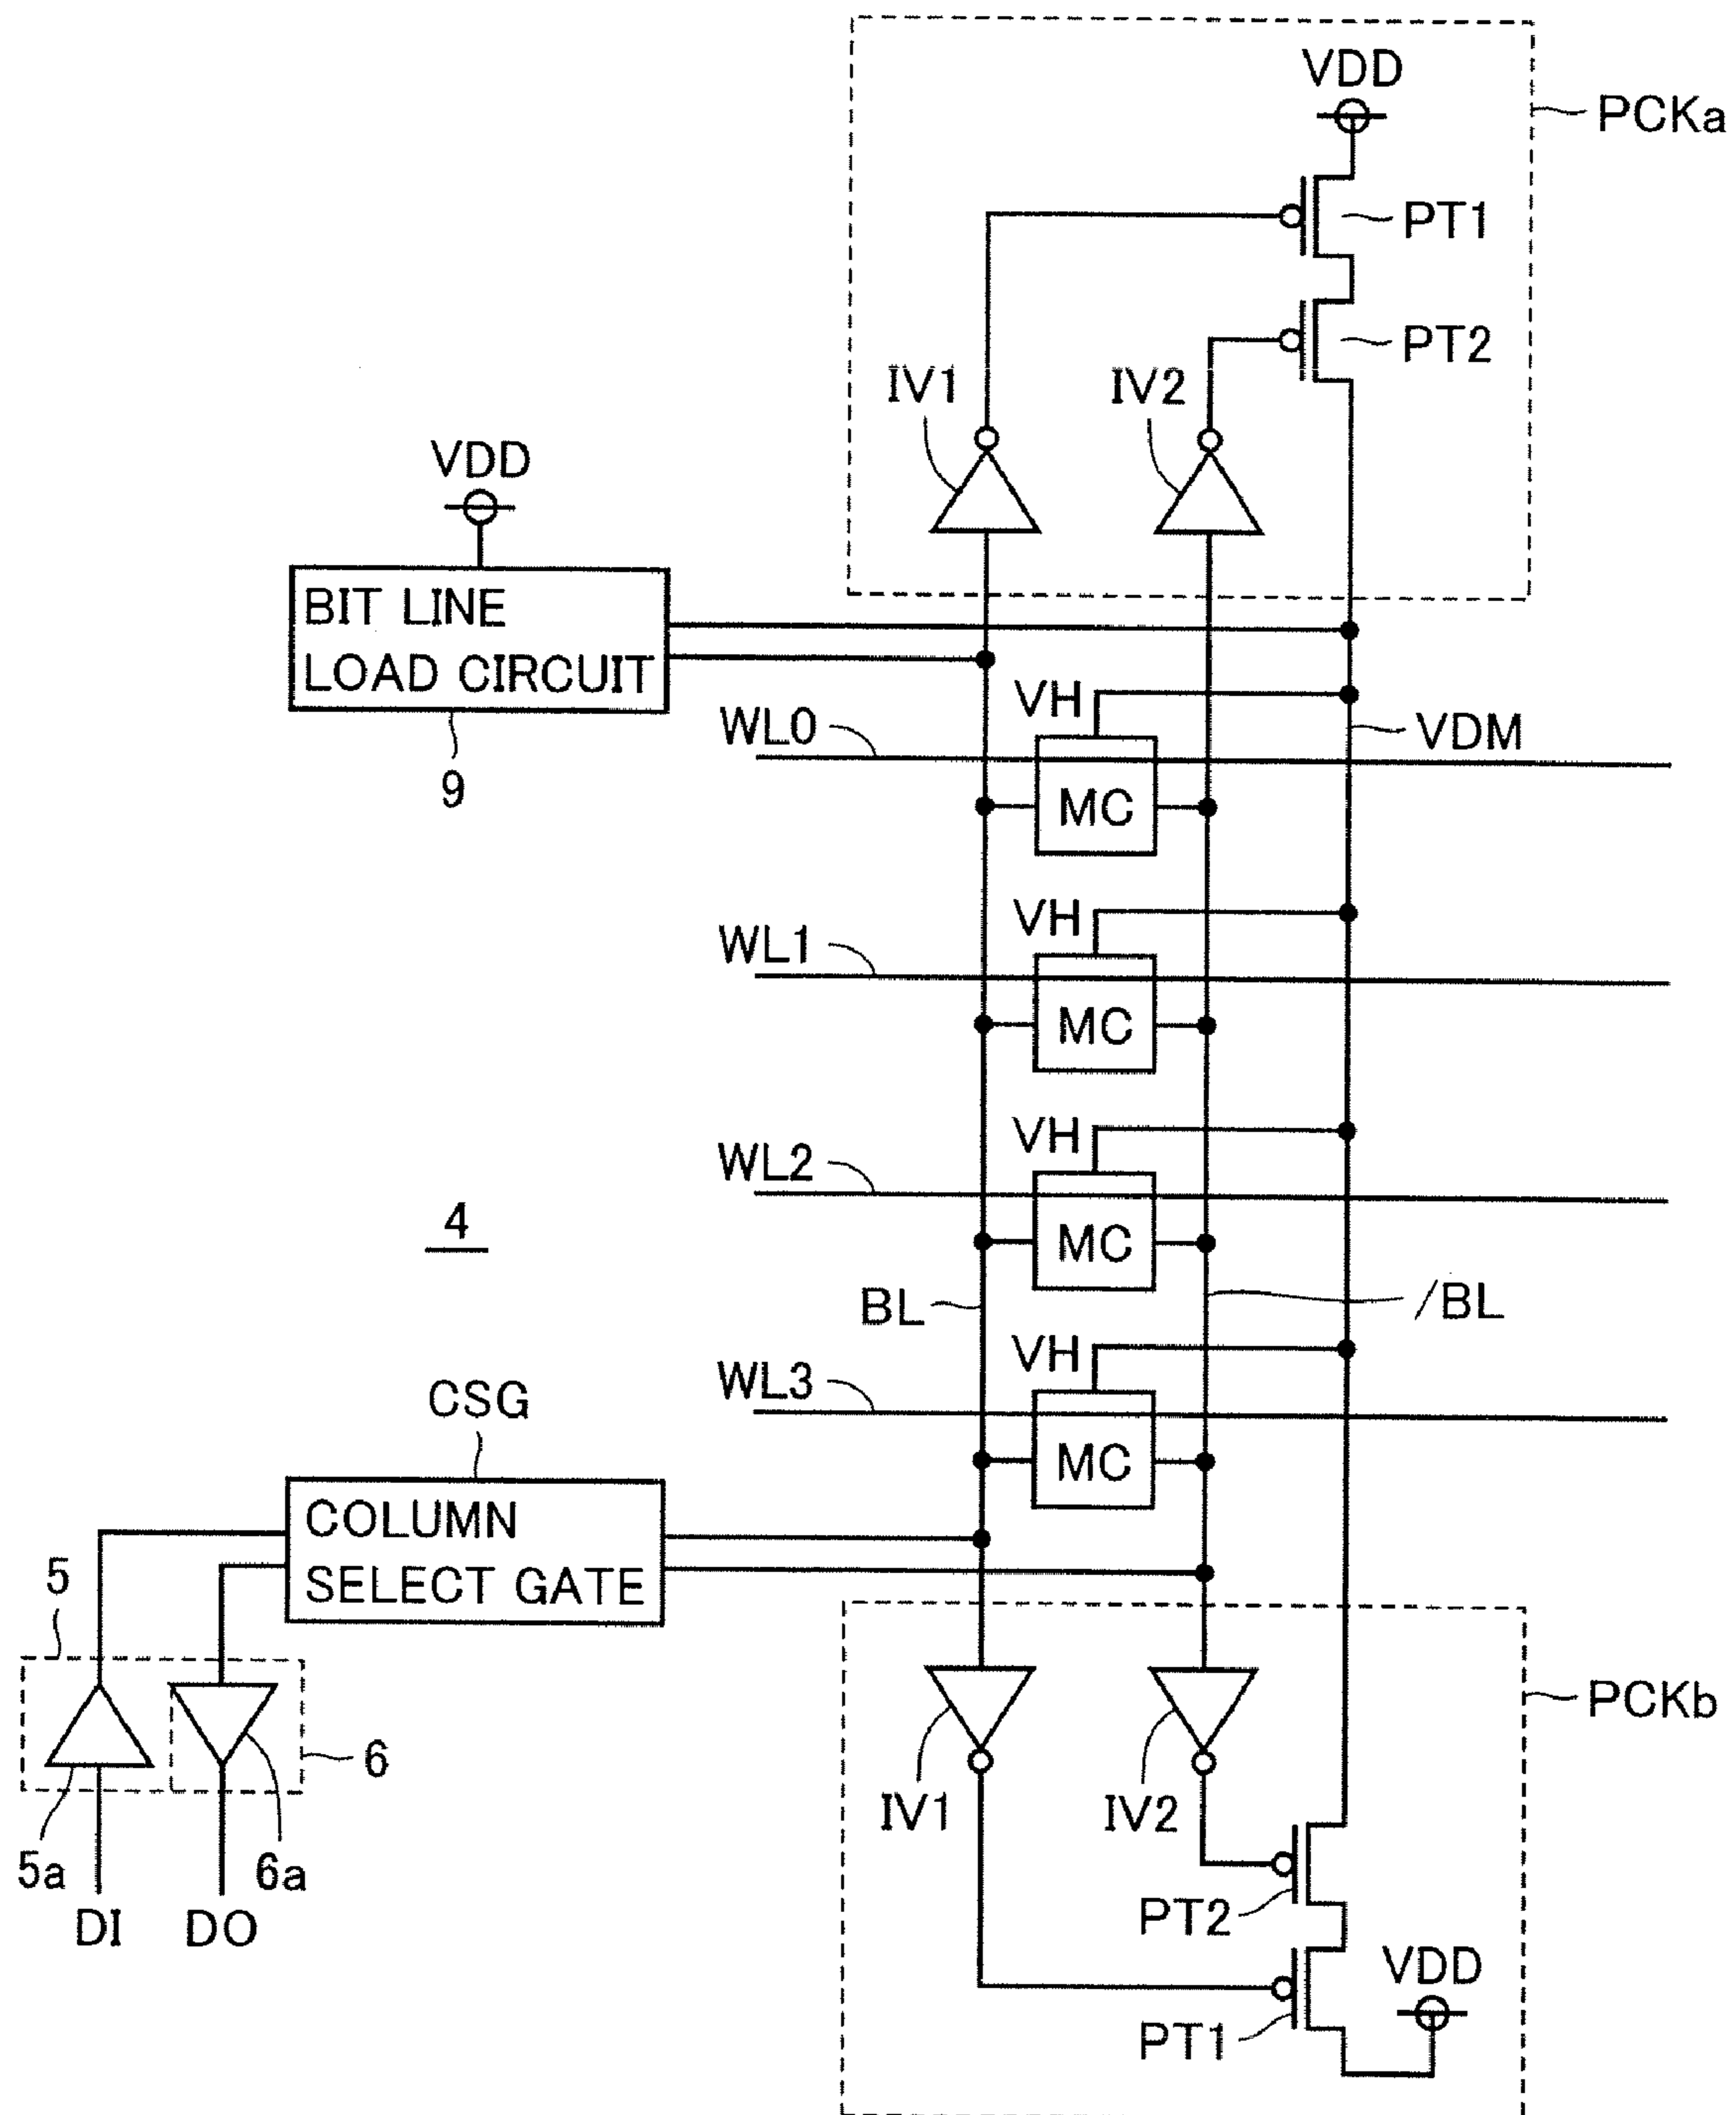 VDD
PCKa
PT1
PT2
IV1
IV2
VDD
BIT LINE
LOAD CIRCUIT
9
VH
VDM
WL0
MC
VH
WL1
MC
VH
WL2
MC
4
BL
/BL
VH
WL3
MC
CSG
COLUMN
SELECT GATE
5
6
5a
6a
DI
DO
PCKb
IV1
IV2
PT2
VDD
PT1